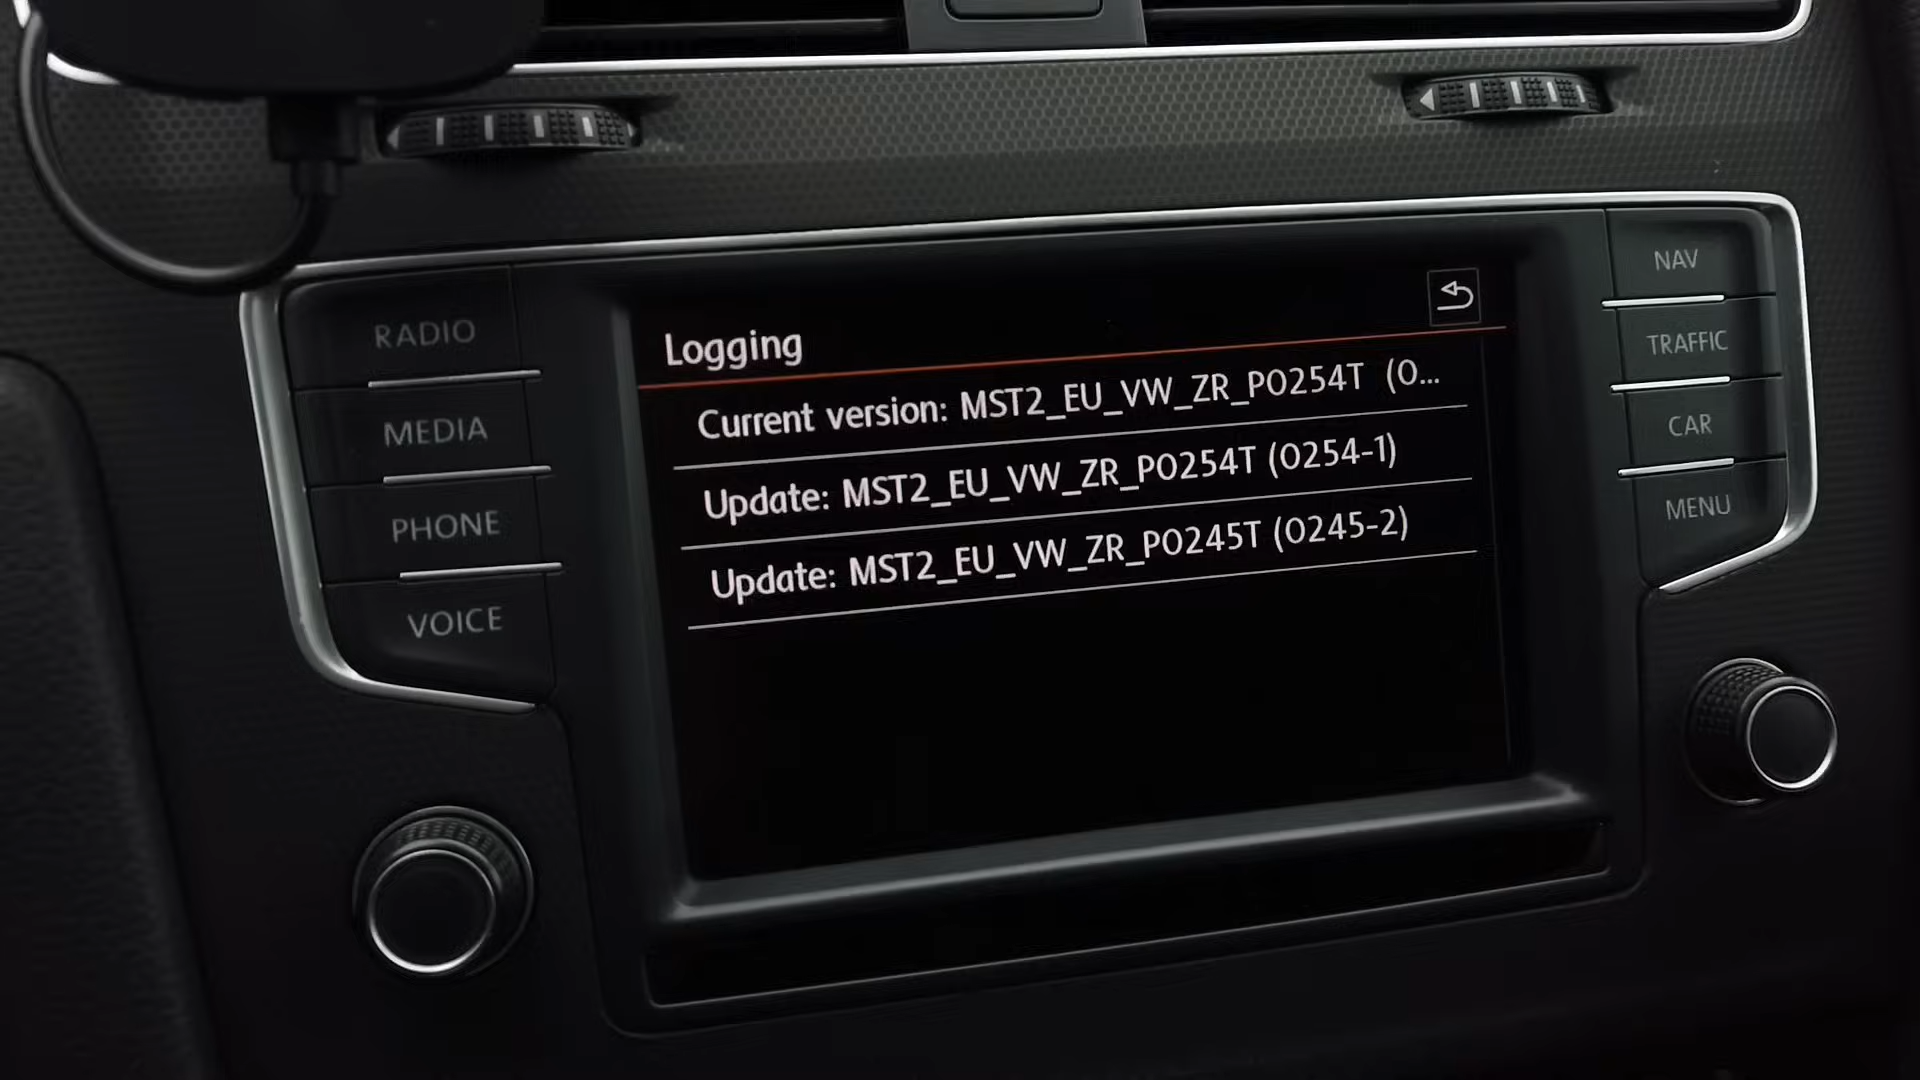 Logging
Current version: MST2_EU_VW_ZR_P0254T (0...
Update: MST2_EU_VW_ZR_P0254T (0254-1)
Update: MST2_EU_VW_ZR_P0245T (0245-2)
RADIO
MEDIA
PHONE
VOICE
NAV
TRAFFIC
CAR
MENU